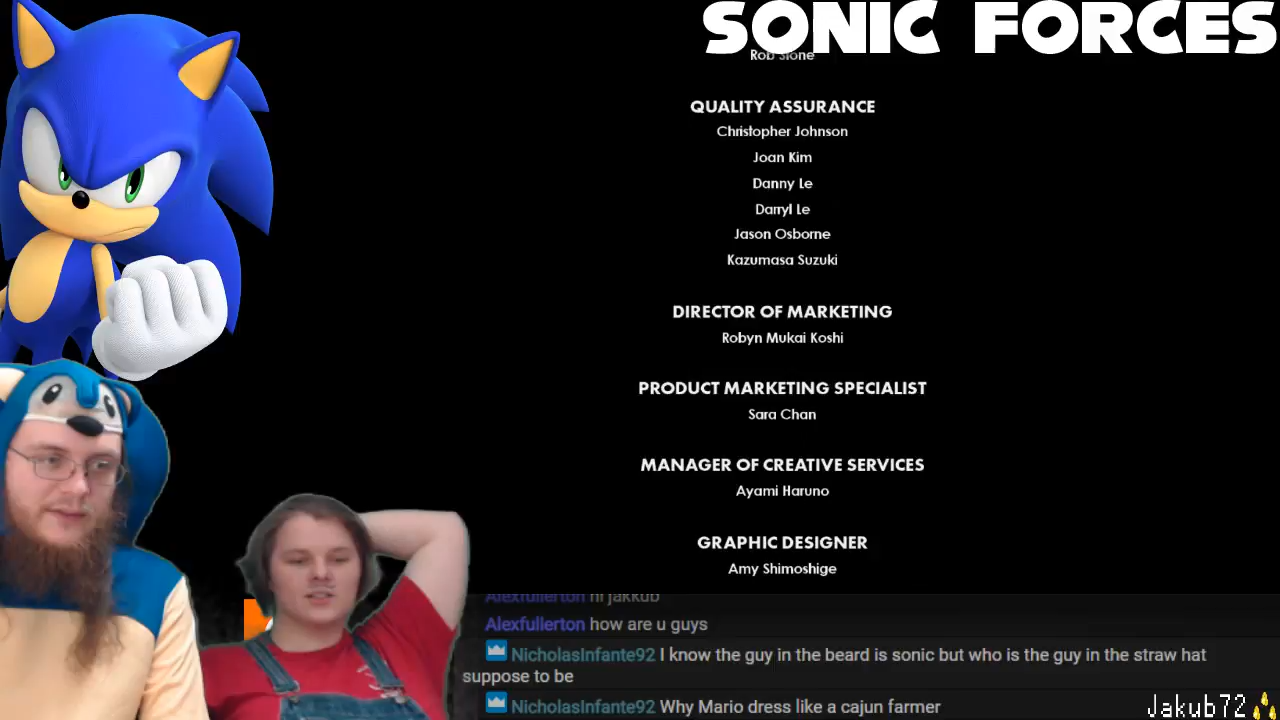 SONIC FORCES
Rob Sione
QUALITY ASSURANCE
Christopher Johnson
Joan Kim
Danny Le
Darryl Le
Jason Osborne
Kazumasa Suzuki
DIRECTOR OF MARKETING
Robyn Mukai Koshi
PRODUCT MARKETING SPECIALIST
Sara Chan
MANAGER OF CREATIVE SERVICES
Ayami Haruno
GRAPHIC DESIGNER
Amy Shimoshige
Alexfullerton hi jakkub
Alexfullerton how are u guys
NicholasInfante92 I know the guy in the beard is sonic but who is the guy in the straw hat
suppose to be
NicholasInfante92 Why Mario dress like a cajun farmer
Jakub72